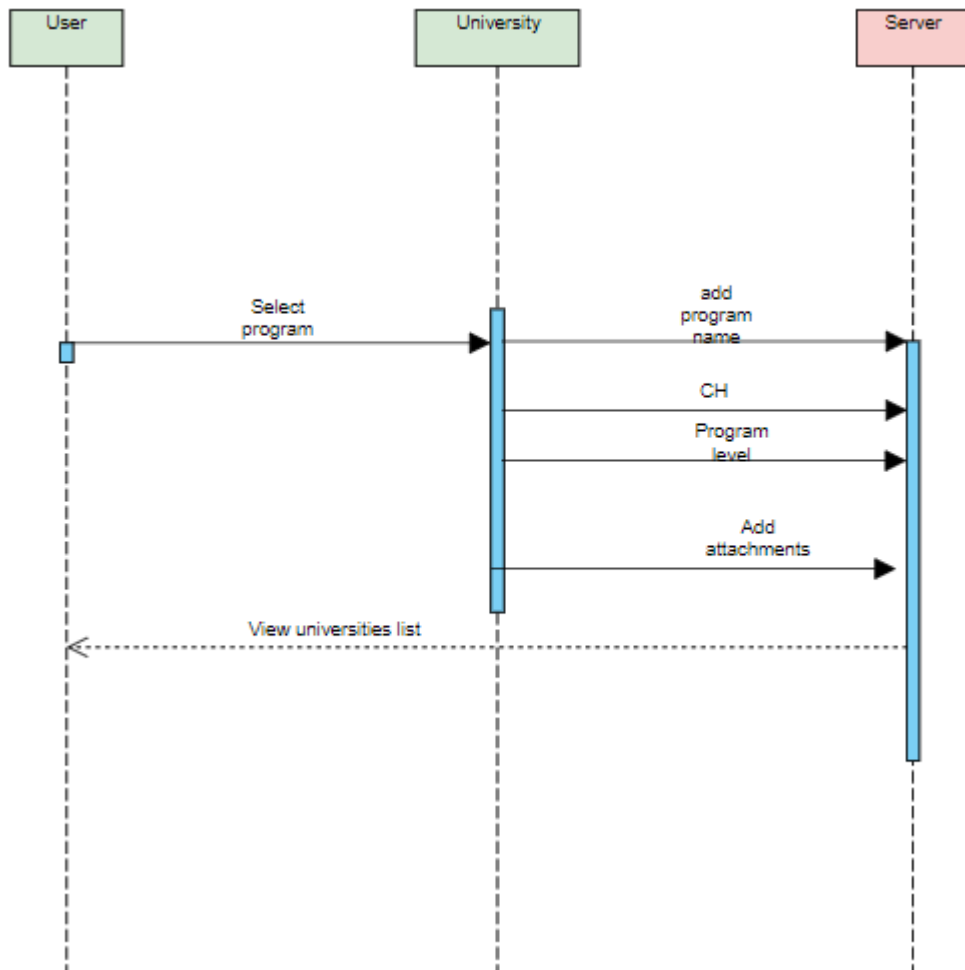 User
University
Server
Select
program
add
program
name
CH
Program
level
Add
attachments
View universities list